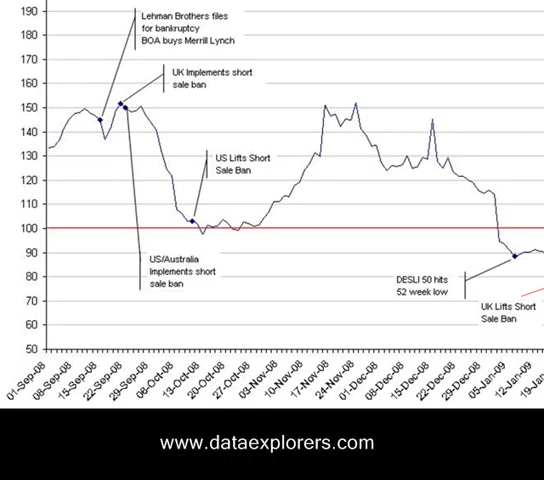 190
180
170
160
150
140
130
120
110
100
90
80
70
60
50
Lehman Brothers files
for bankruptcy
BOA buys Merrill Lynch
UK Implements short
sale ban
US Lifts Short
Sale Ban
US/Australia
Implements short
sale ban
DESLI 50 hits
52 week low
UK Lifts Short
Sale Ban
01-Sep-08
08-Sep-08
15-Sep-08
22-Sep-08
29-Sep-08
06-Oct-08
13-Oct-08
20-Oct-08
27-Oct-08
03-Nov-08
10-Nov-08
17-Nov-08
24-Nov-08
01-Dec-08
08-Dec-08
15-Dec-08
22-Dec-08
29-Dec-08
05-Jan-09
12-Jan-09
19-Jan
www.dataexplorers.com